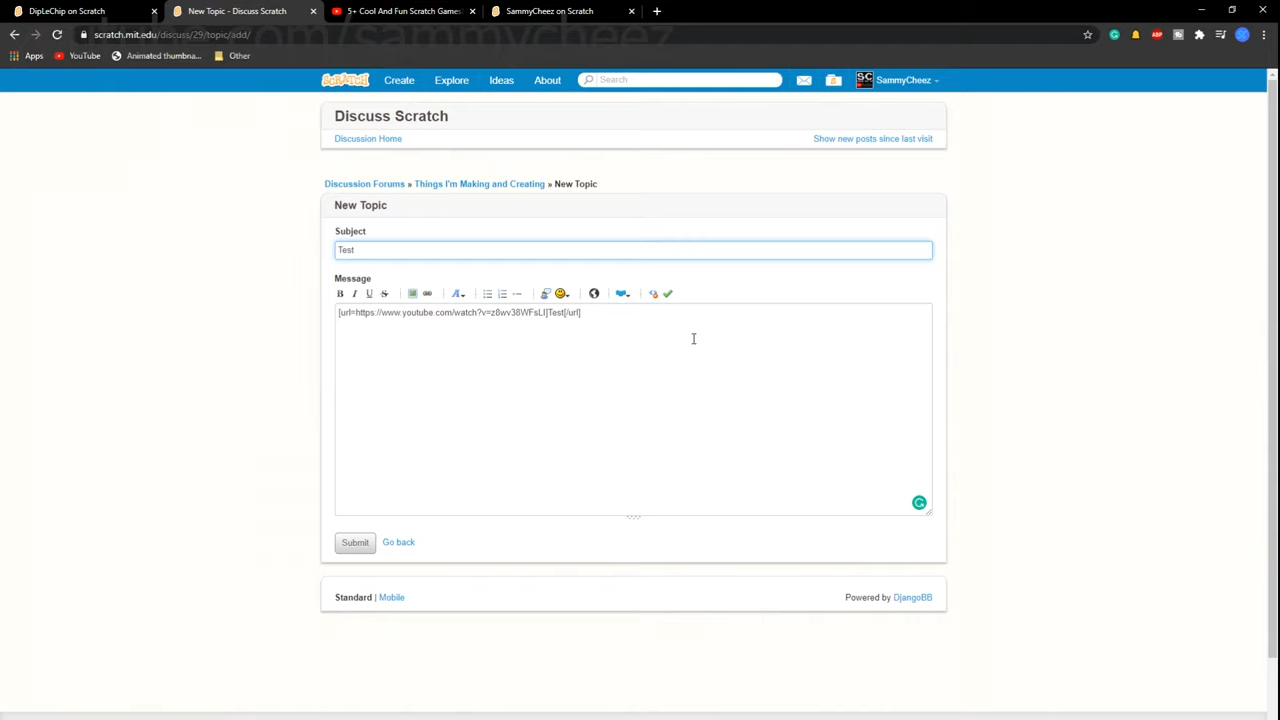 DipLeChip on Scratch
New Topic - Discuss Scratch
5+ Cool And Fun Scratch Games
SammyCheez on Scratch
scratch.mit.edu/discuss/29/topic/add/
.com/sammycheez
Apps
YouTube
Animated thumbna...
Other
SCRATCH
Create
Explore
Ideas
About
Search
SammyCheez
Discuss Scratch
Discussion Home
Show new posts since last visit
Discussion Forums » Things I'm Making and Creating » New Topic
New Topic
Subject
Test
Message
[url=https://www.youtube.com/watch?v=z8wv38WFsLI]Test[/url]
Submit
Go back
Standard | Mobile
Powered by DjangoBB